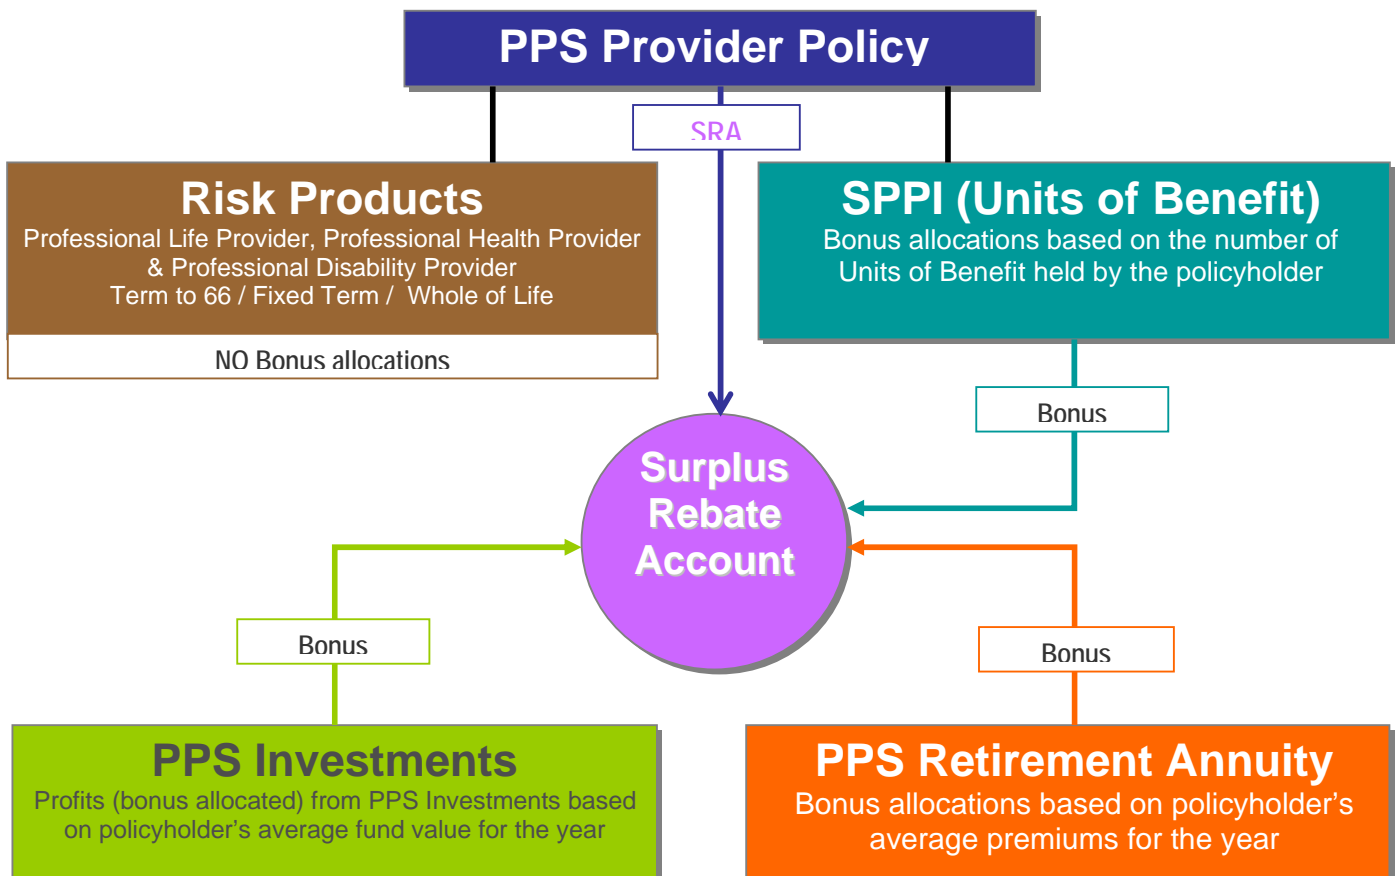 PPS Provider Policy
SRA
Risk Products
Professional Life Provider, Professional Health Provider
& Professional Disability Provider
Term to 66 / Fixed Term / Whole of Life
NO Bonus allocations
SPPI (Units of Benefit)
Bonus allocations based on the number of
Units of Benefit held by the policyholder
Bonus
Surplus
Rebate
Account
Bonus
Bonus
PPS Investments
Profits (bonus allocated) from PPS Investments based
on policyholder’s average fund value for the year
PPS Retirement Annuity
Bonus allocations based on policyholder’s
average premiums for the year